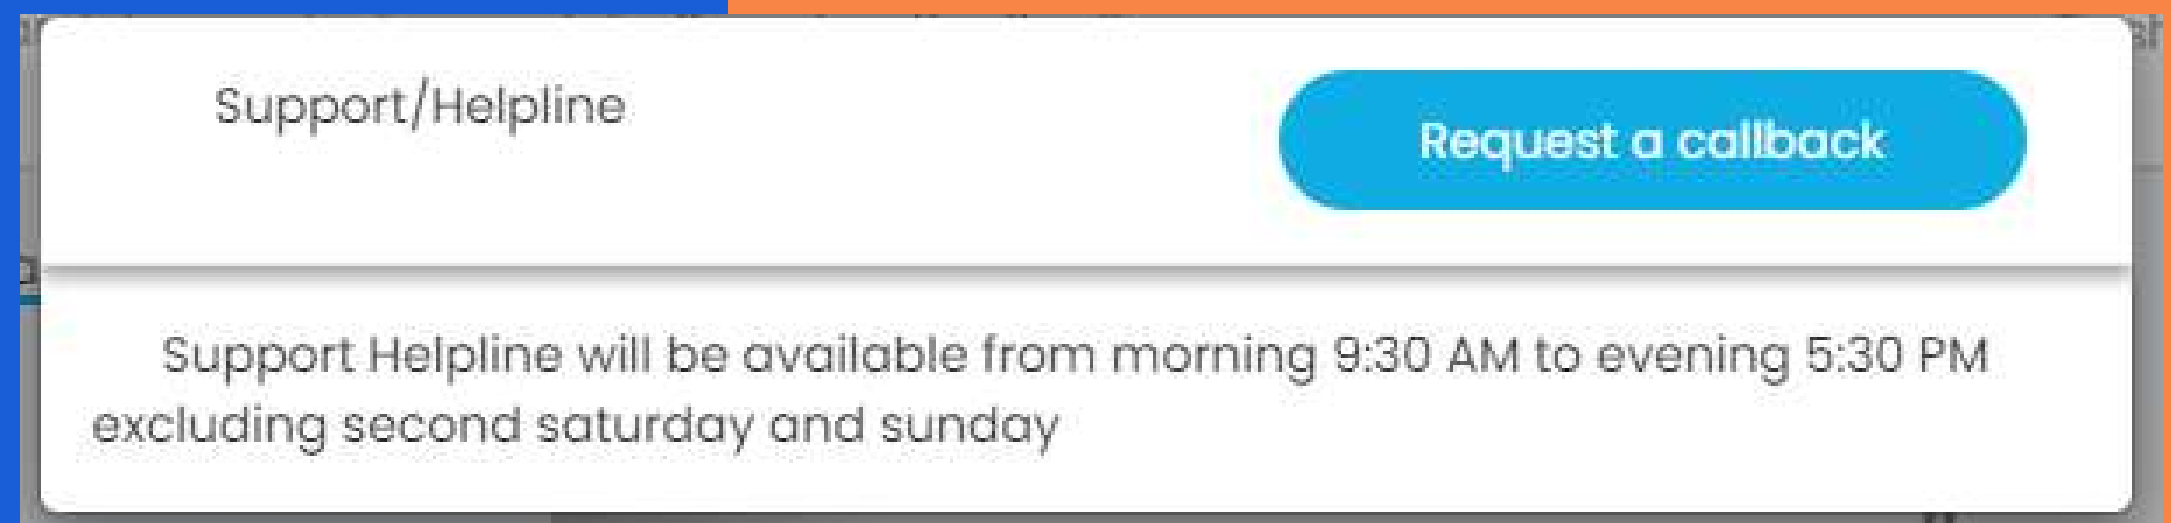 Support/Helpline
Request a callback
Support Helpline will be available from morning 9:30 AM to evening 5:30 PM
excluding second saturday and sunday